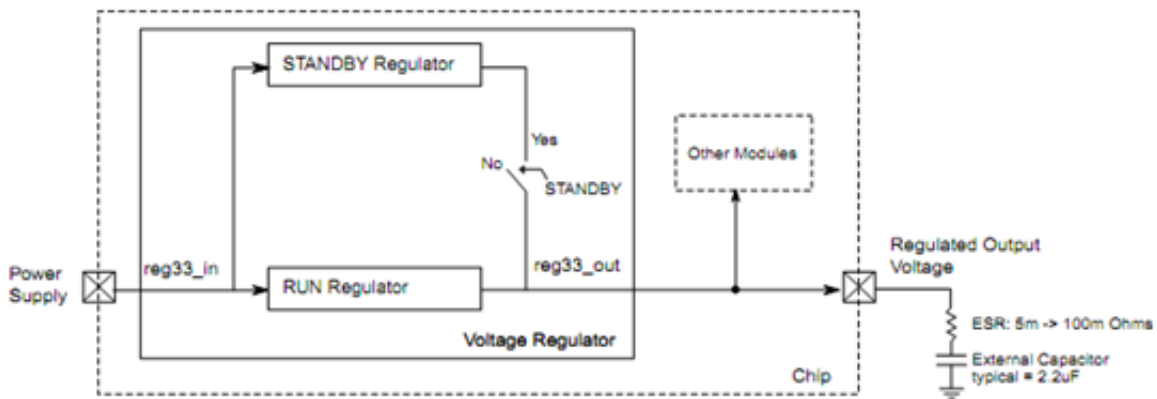 STANDBY Regulator
Yes
No
STANDBY
Other Modules
Power
Supply
reg33_in
RUN Regulator
reg33_out
Voltage Regulator
Chip
Regulated Output
Voltage
ESR: 5m -> 100m Ohms
External Capacitor
typical = 2.2uF